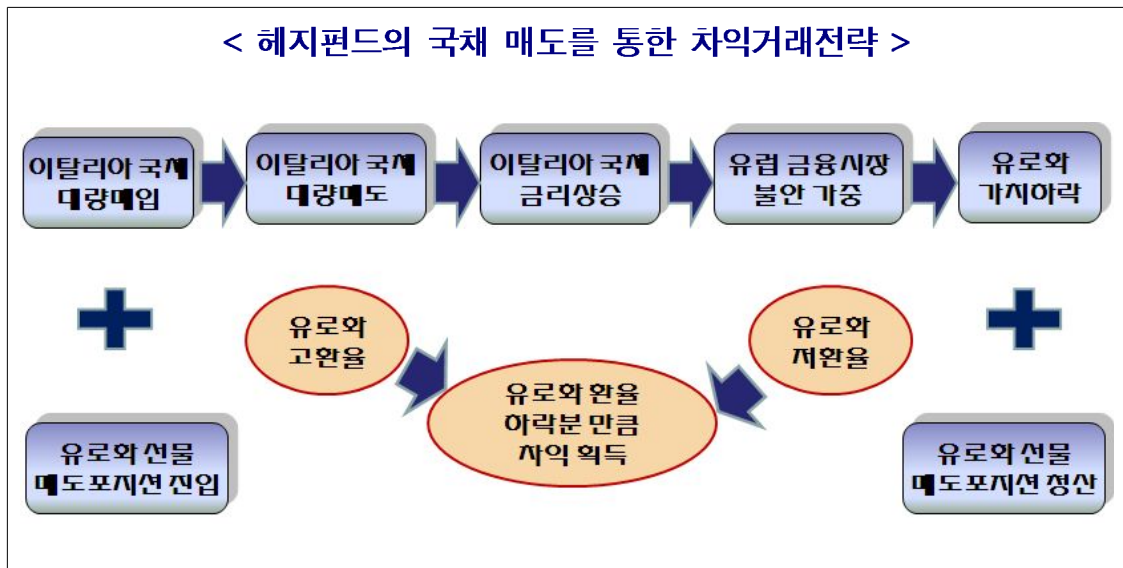 < 헤지펀드의 국채 매도를 통한 차익거래전략 >
이탈리아 국채
대량매입
이탈리아 국채
대량매도
이탈리아 국채
금리상승
유럽 금융시장
불안 가중
유로화
가치하락
유로화
고환율
유로화
저환율
유로화 환율
하락분 만큼
차익 획득
유로화 선물
매도포지션 진입
유로화 선물
매도포지션 청산